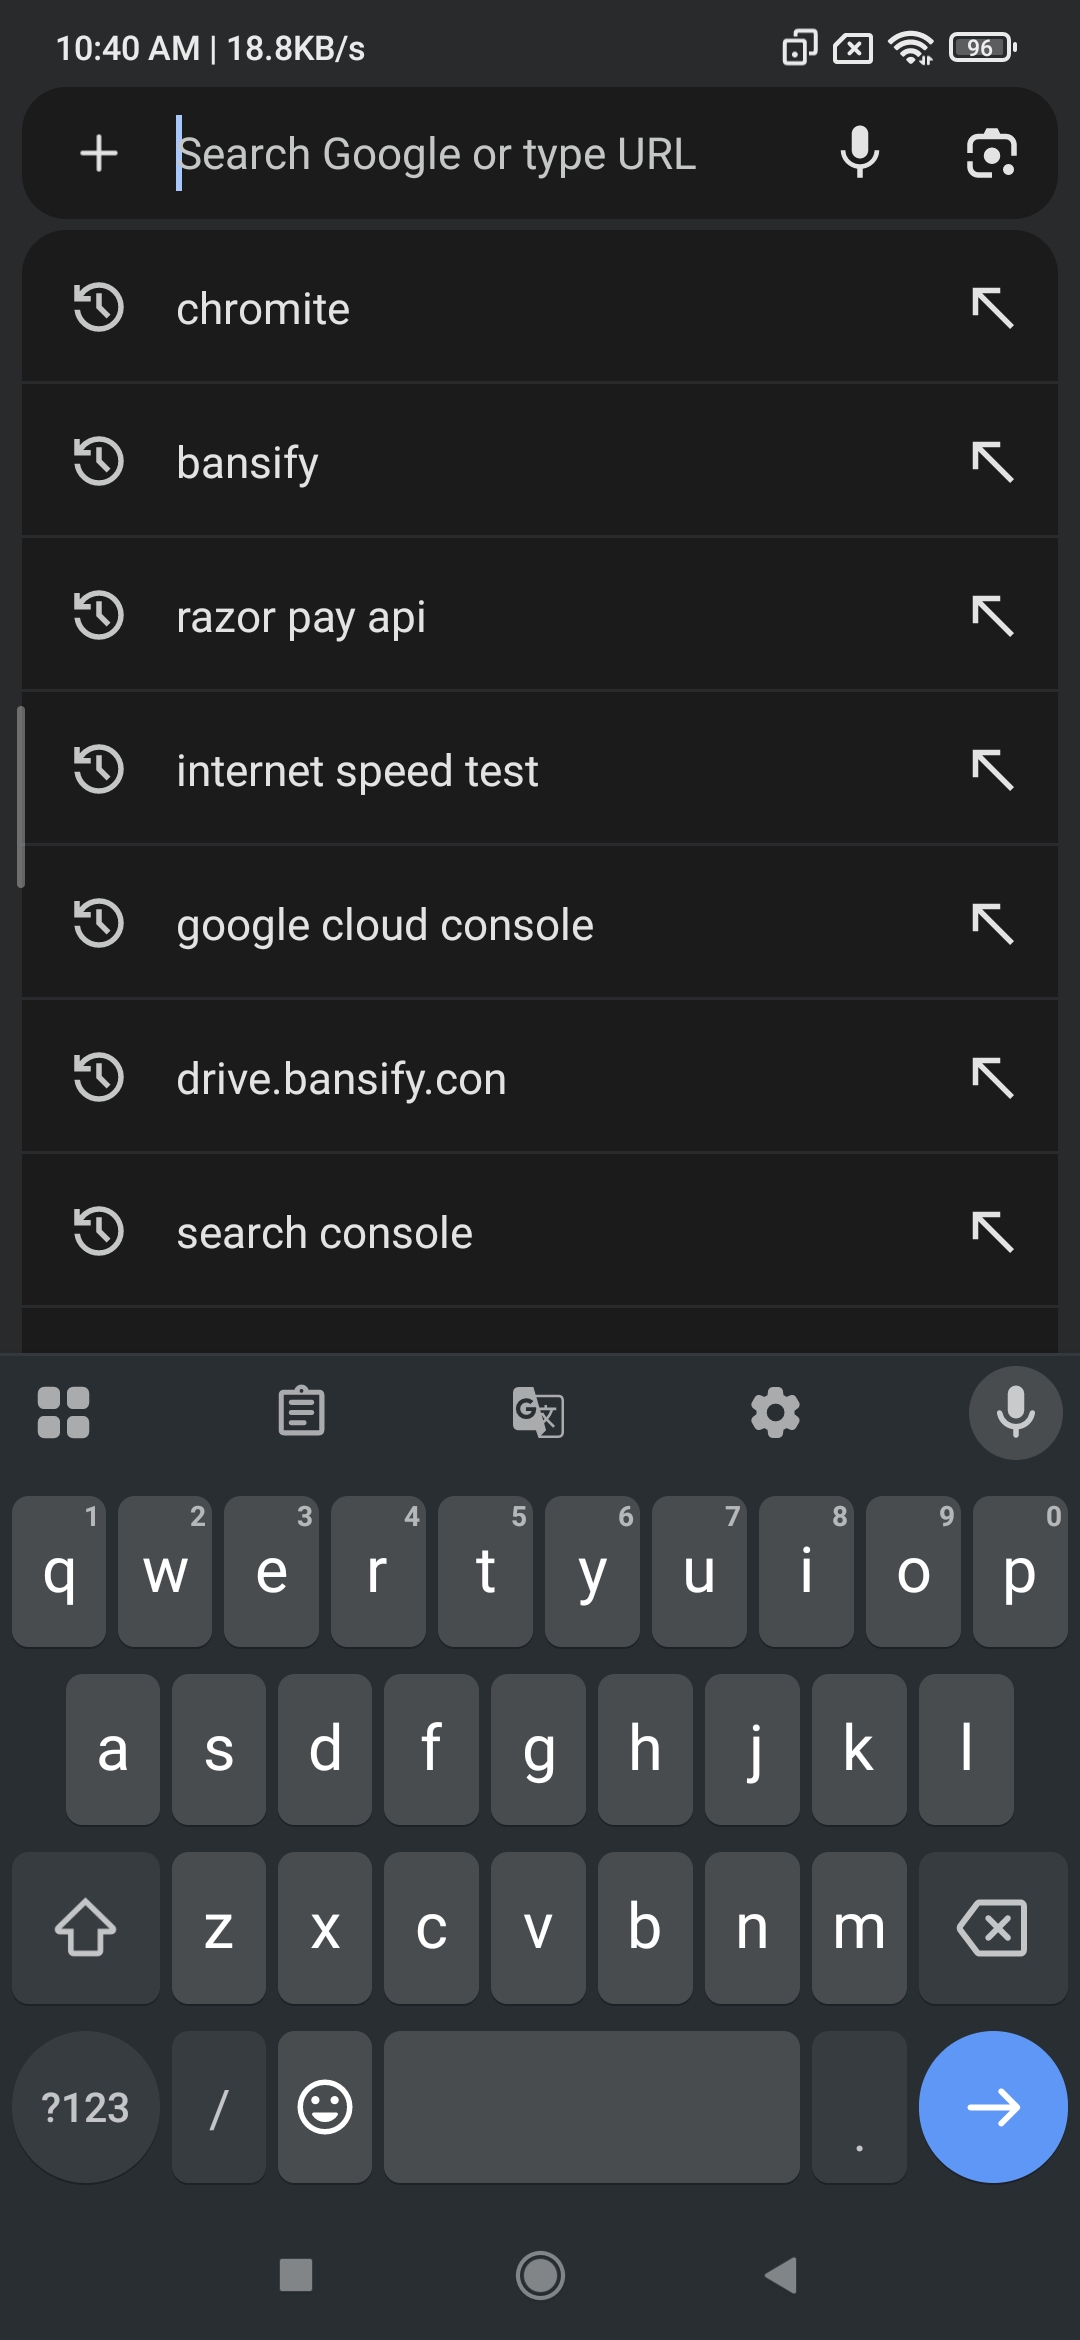 10:40 AM | 18.8KB/s
96
Search Google or type URL
chromite
bansify
razor pay api
internet speed test
google cloud console
drive.bansify.con
search console
1 2 3 4 5 6 7 8 9 0
q w e r t y u i o p
a s d f g h j k l
z x c v b n m
?123 / .